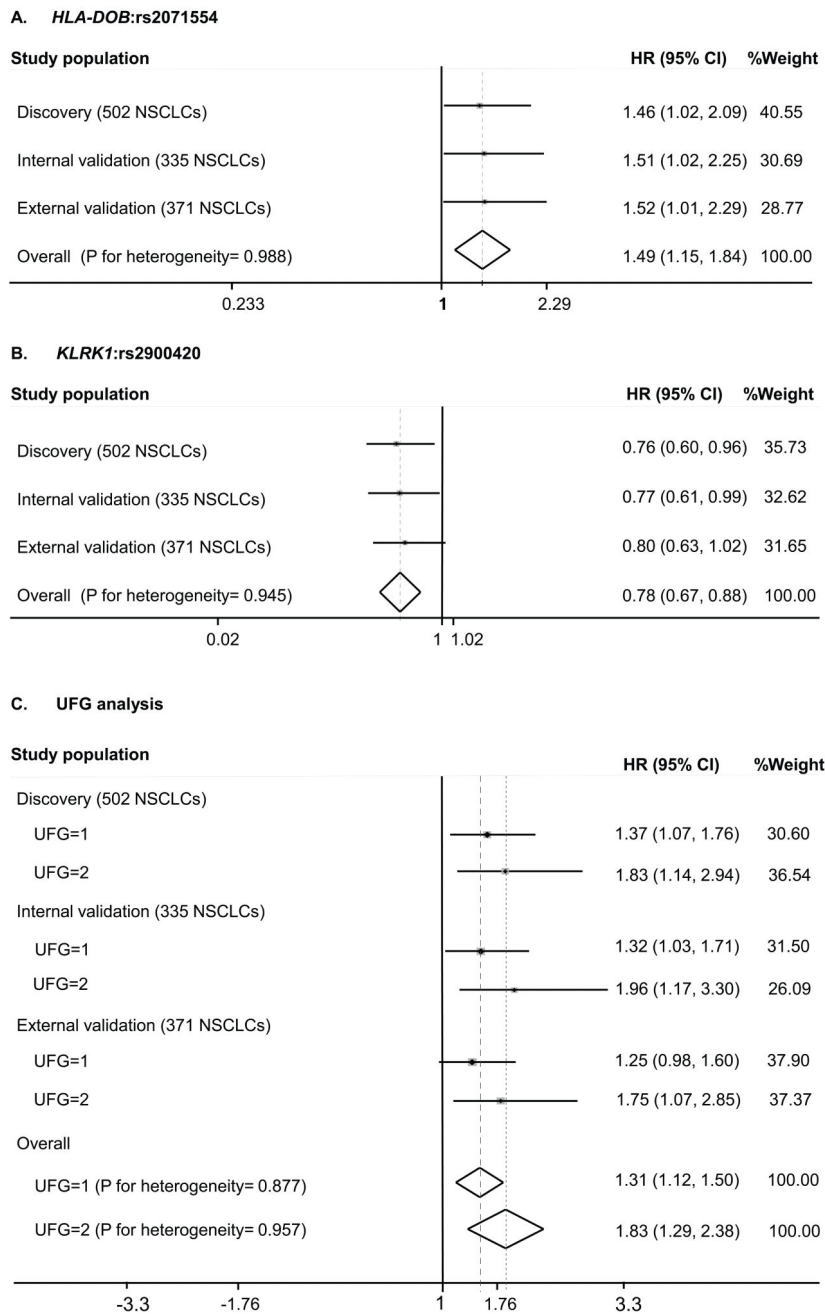 A. HLA-DOB:rs2071554
Study population HR (95% CI) %Weight
Discovery (502 NSCLCs) 1.46 (1.02, 2.09) 40.55
Internal validation (335 NSCLCs) 1.51 (1.02, 2.25) 30.69
External validation (371 NSCLCs) 1.52 (1.01, 2.29) 28.77
Overall (P for heterogeneity= 0.988) 1.49 (1.15, 1.84) 100.00
0.233 1 2.29
B. KLRK1:rs2900420
Study population HR (95% CI) %Weight
Discovery (502 NSCLCs) 0.76 (0.60, 0.96) 35.73
Internal validation (335 NSCLCs) 0.77 (0.61, 0.99) 32.62
External validation (371 NSCLCs) 0.80 (0.63, 1.02) 31.65
Overall (P for heterogeneity= 0.945) 0.78 (0.67, 0.88) 100.00
0.02 1 1.02
C. UFG analysis
Study population HR (95% CI) %Weight
Discovery (502 NSCLCs)
UFG=1 1.37 (1.07, 1.76) 30.60
UFG=2 1.83 (1.14, 2.94) 36.54
Internal validation (335 NSCLCs)
UFG=1 1.32 (1.03, 1.71) 31.50
UFG=2 1.96 (1.17, 3.30) 26.09
External validation (371 NSCLCs)
UFG=1 1.25 (0.98, 1.60) 37.90
UFG=2 1.75 (1.07, 2.85) 37.37
Overall
UFG=1 (P for heterogeneity= 0.877) 1.31 (1.12, 1.50) 100.00
UFG=2 (P for heterogeneity= 0.957) 1.83 (1.29, 2.38) 100.00
-3.3 -1.76 1 1.76 3.3